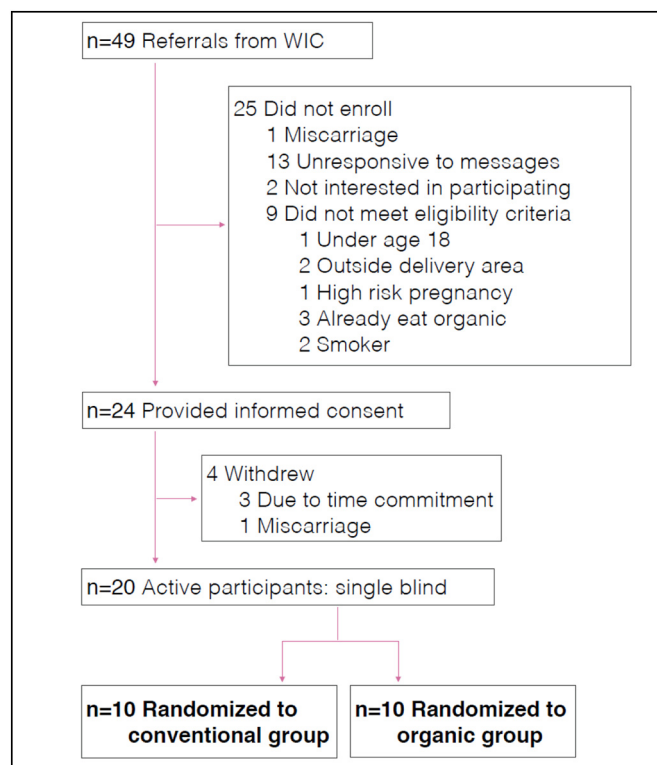 n=49 Referrals from WIC
25 Did not enroll
1 Miscarriage
13 Unresponsive to messages
2 Not interested in participating
9 Did not meet eligibility criteria
1 Under age 18
2 Outside delivery area
1 High risk pregnancy
3 Already eat organic
2 Smoker
n=24 Provided informed consent
4 Withdrew
3 Due to time commitment
1 Miscarriage
n=20 Active participants: single blind
n=10 Randomized to
conventional group
n=10 Randomized to
organic group